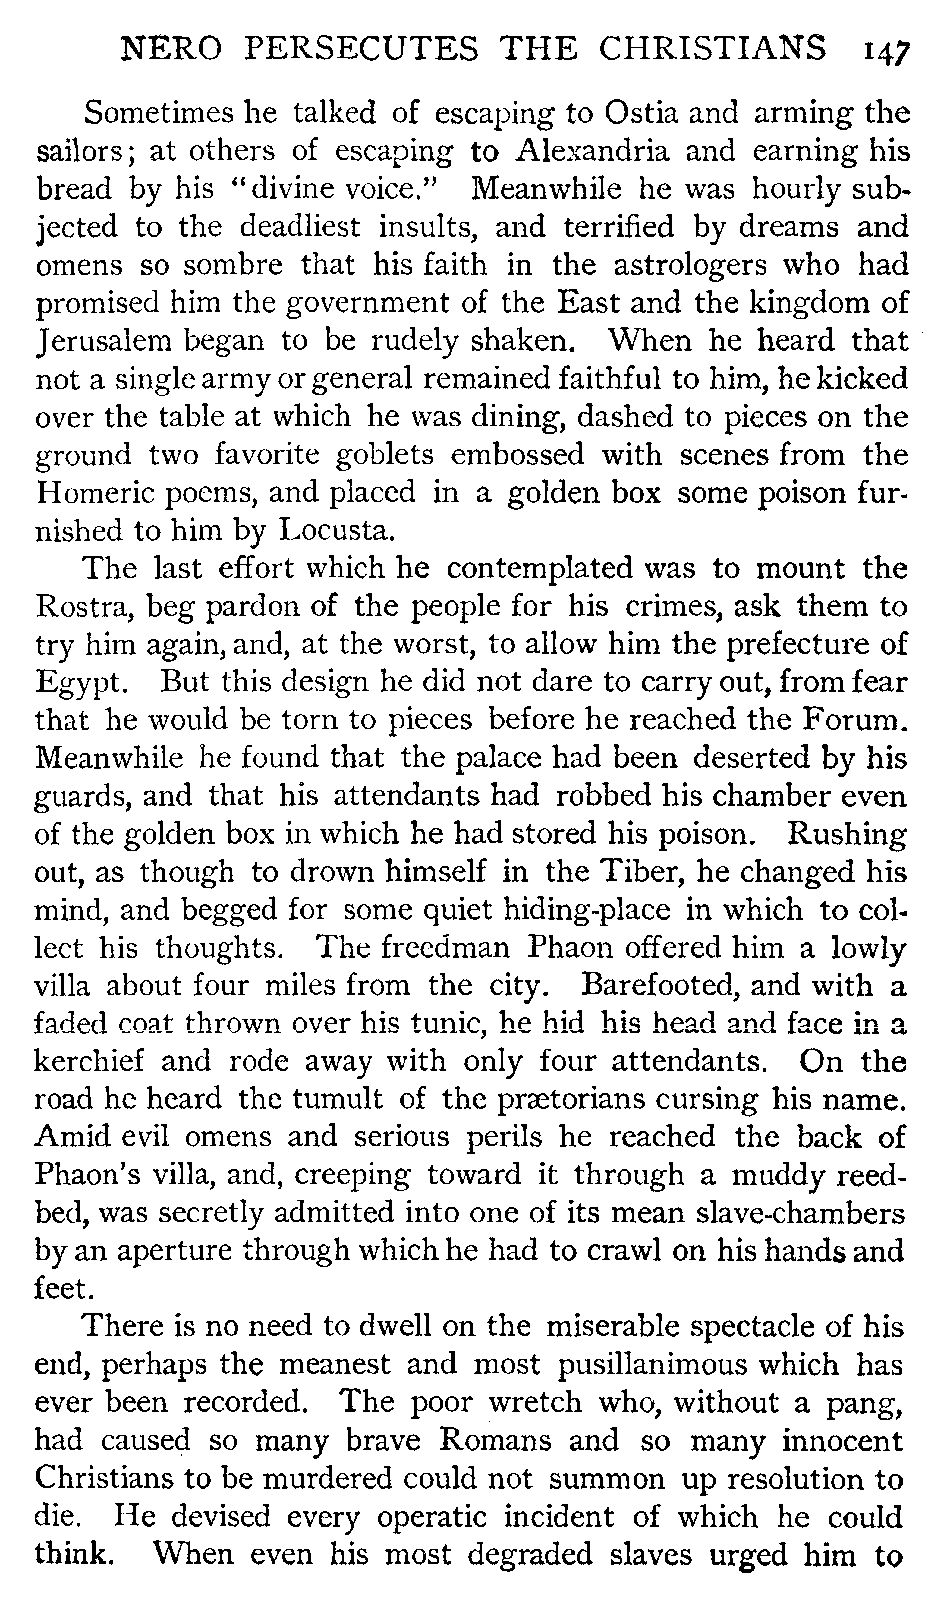 NERO PERSECUTES THE CHRISTIANS 147
Sometimes he talked of escaping to Ostia and arming the
sailors; at others of escaping to Alexandria and earning his
bread by his "divine voice." Meanwhile he was hourly sub-
jected to the deadliest insults, and terrified by dreams and
omens so sombre that his faith in the astrologers who had
promised him the government of the East and the kingdom of
Jerusalem began to be rudely shaken. When he heard that
not a single army or general remained faithful to him, he kicked
over the table at which he was dining, dashed to pieces on the
ground two favorite goblets embossed with scenes from the
Homeric poems, and placed in a golden box some poison fur-
nished to him by Locusta.
The last effort which he contemplated was to mount the
Rostra, beg pardon of the people for his crimes, ask them to
try him again, and, at the worst, to allow him the prefecture of
Egypt. But this design he did not dare to carry out, from fear
that he would be torn to pieces before he reached the Forum.
Meanwhile he found that the palace had been deserted by his
guards, and that his attendants had robbed his chamber even
of the golden box in which he had stored his poison. Rushing
out, as though to drown himself in the Tiber, he changed his
mind, and begged for some quiet hiding-place in which to col-
lect his thoughts. The freedman Phaon offered him a lowly
villa about four miles from the city. Barefooted, and with a
faded coat thrown over his tunic, he hid his head and face in a
kerchief and rode away with only four attendants. On the
road he heard the tumult of the prætorians cursing his name.
Amid evil omens and serious perils he reached the back of
Phaon's villa, and, creeping toward it through a muddy reed-
bed, was secretly admitted into one of its mean slave-chambers
by an aperture through which he had to crawl on his hands and
feet.
There is no need to dwell on the miserable spectacle of his
end, perhaps the meanest and most pusillanimous which has
ever been recorded. The poor wretch who, without a pang,
had caused so many brave Romans and so many innocent
Christians to be murdered could not summon up resolution to
die. He devised every operatic incident of which he could
think. When even his most degraded slaves urged him to